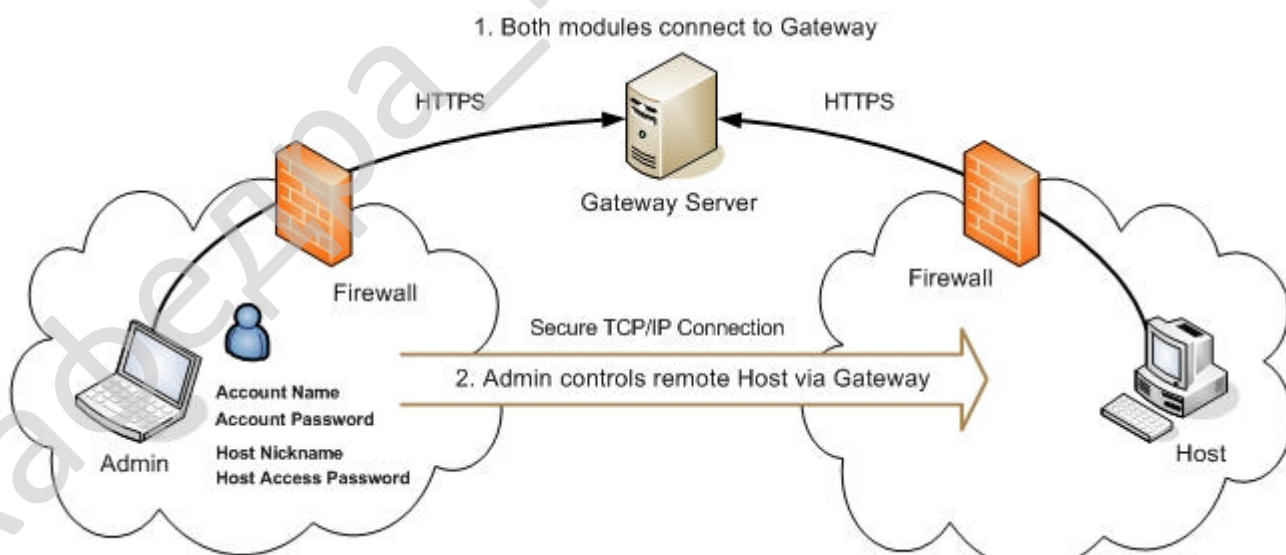 1. Both modules connect to Gateway
HTTPS
HTTPS
Gateway Server
Firewall
Firewall
Secure TCP/IP Connection
2. Admin controls remote Host via Gateway
Account Name
Account Password
Host Nickname
Host Access Password
Admin
Host
кафедра_